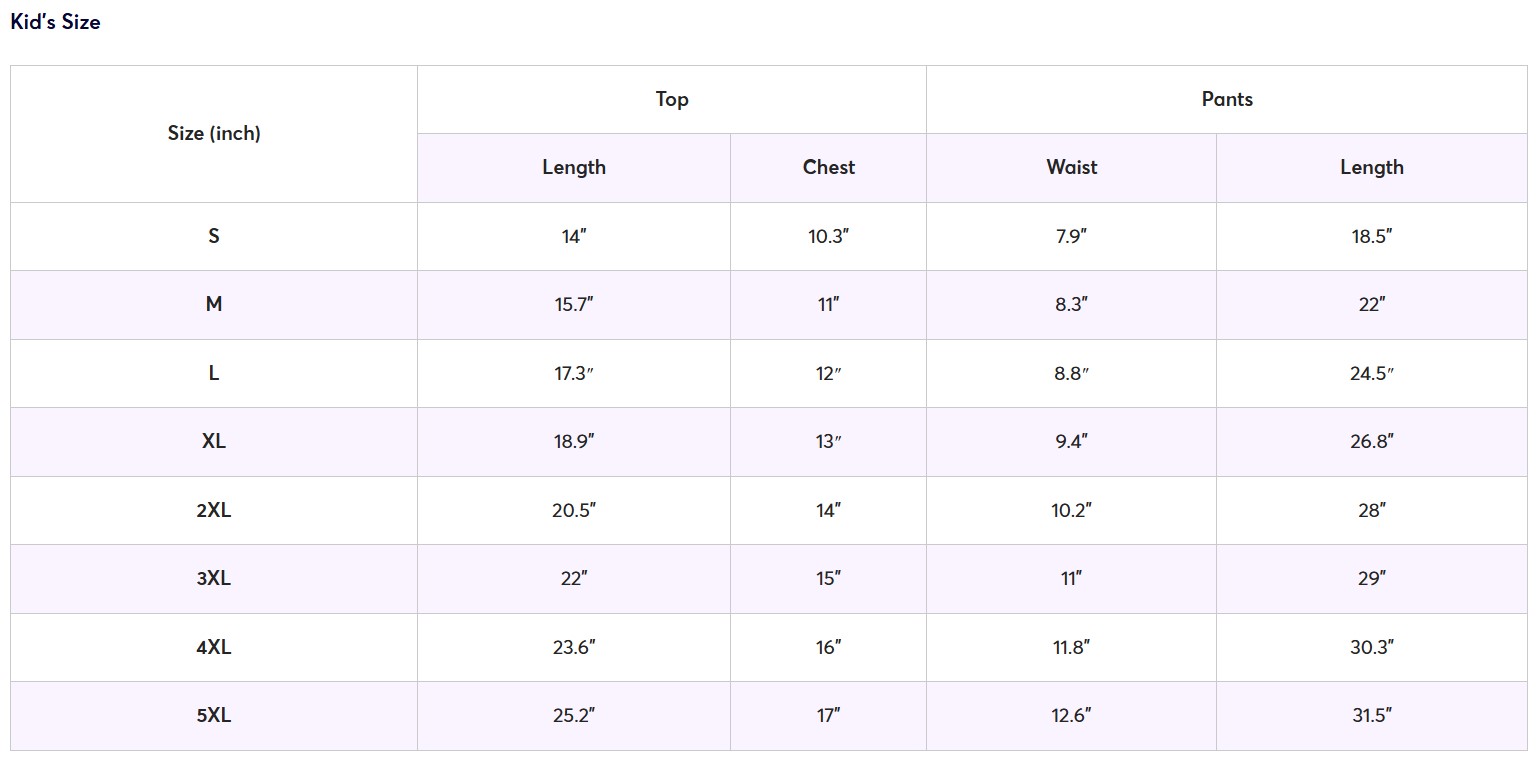 Kid's Size
Size (inch) Top Pants
Length Chest Waist Length
S 14" 10.3" 7.9" 18.5"
M 15.7" 11" 8.3" 22"
L 17.3″ 12″ 8.8″ 24.5″
XL 18.9" 13″ 9.4" 26.8"
2XL 20.5" 14" 10.2" 28"
3XL 22" 15" 11" 29"
4XL 23.6" 16" 11.8" 30.3"
5XL 25.2" 17" 12.6" 31.5"